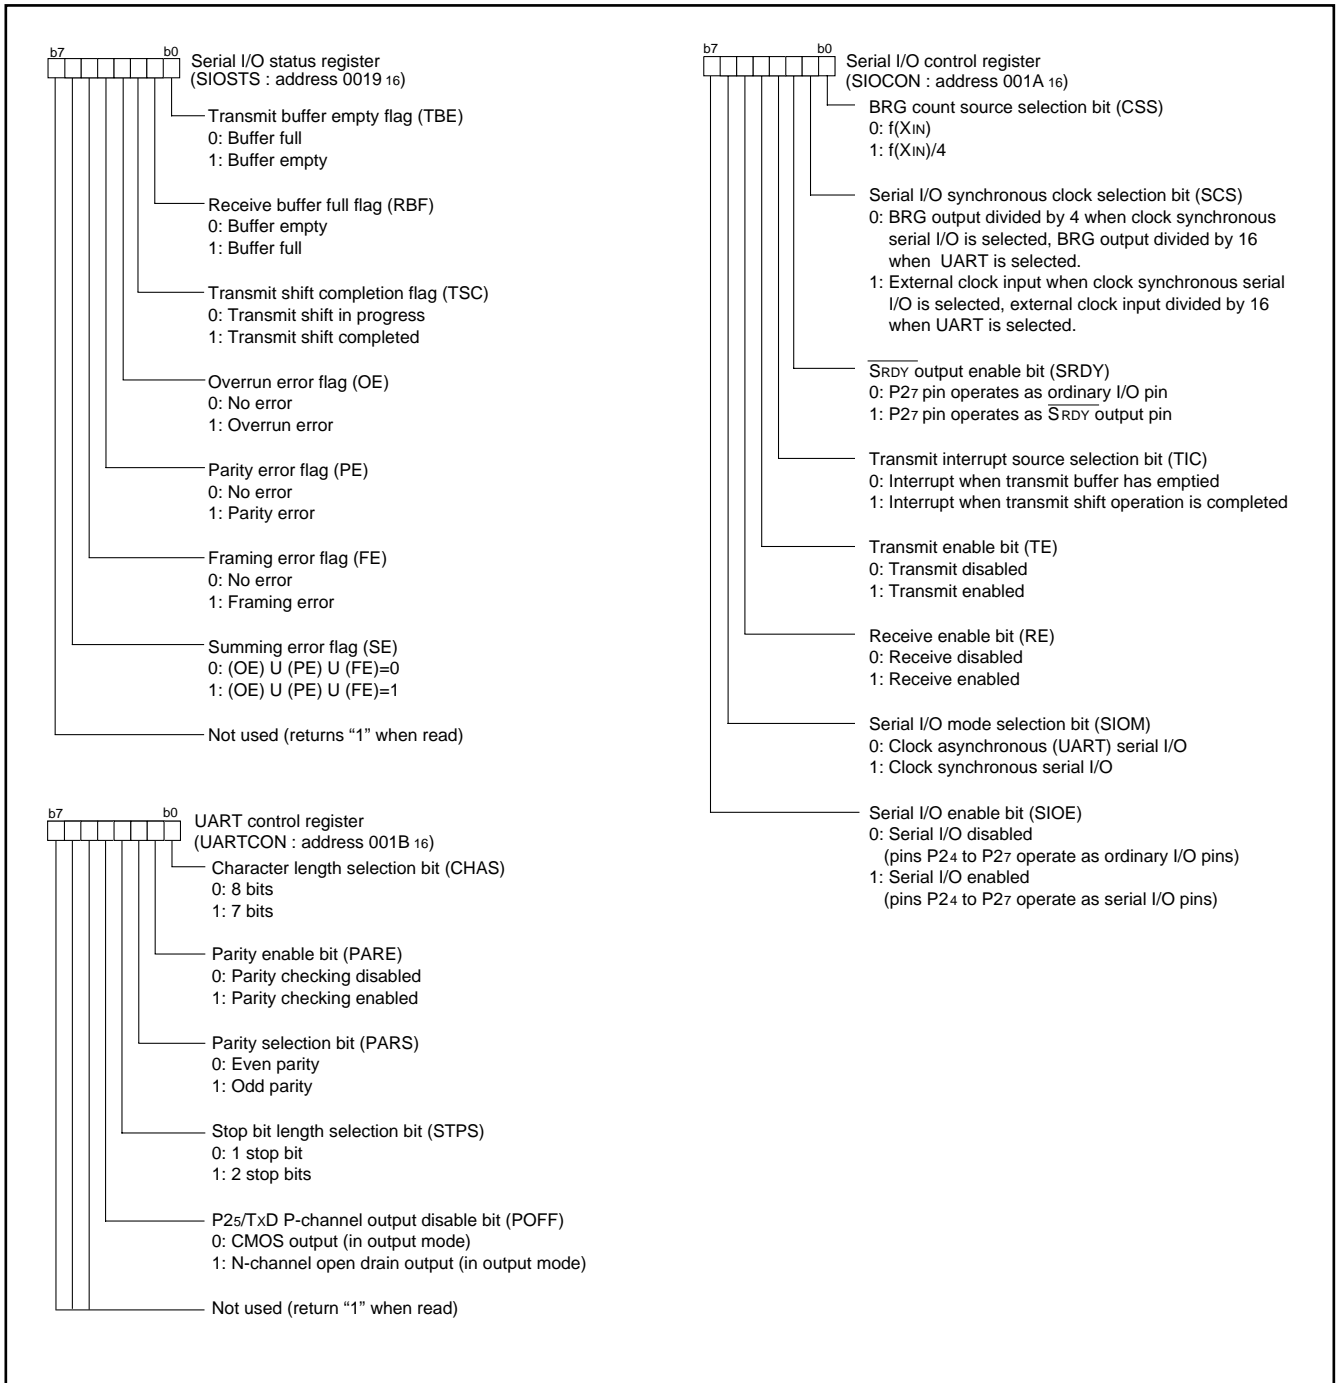 b7 b0
Serial I/O status register
(SIOSTS : address 0019 16)
Transmit buffer empty flag (TBE)
0: Buffer full
1: Buffer empty
Receive buffer full flag (RBF)
0: Buffer empty
1: Buffer full
Transmit shift completion flag (TSC)
0: Transmit shift in progress
1: Transmit shift completed
Overrun error flag (OE)
0: No error
1: Overrun error
Parity error flag (PE)
0: No error
1: Parity error
Framing error flag (FE)
0: No error
1: Framing error
Summing error flag (SE)
0: (OE) U (PE) U (FE)=0
1: (OE) U (PE) U (FE)=1
Not used (returns “1” when read)
b7 b0
UART control register
(UARTCON : address 001B 16)
Character length selection bit (CHAS)
0: 8 bits
1: 7 bits
Parity enable bit (PARE)
0: Parity checking disabled
1: Parity checking enabled
Parity selection bit (PARS)
0: Even parity
1: Odd parity
Stop bit length selection bit (STPS)
0: 1 stop bit
1: 2 stop bits
P25/TXD P-channel output disable bit (POFF)
0: CMOS output (in output mode)
1: N-channel open drain output (in output mode)
Not used (return “1” when read)
b7 b0
Serial I/O control register
(SIOCON : address 001A 16)
BRG count source selection bit (CSS)
0: f(XIN)
1: f(XIN)/4
Serial I/O synchronous clock selection bit (SCS)
0: BRG output divided by 4 when clock synchronous
serial I/O is selected, BRG output divided by 16
when UART is selected.
1: External clock input when clock synchronous serial
I/O is selected, external clock input divided by 16
when UART is selected.
SRDY output enable bit (SRDY)
0: P27 pin operates as ordinary I/O pin
1: P27 pin operates as SRDY output pin
Transmit interrupt source selection bit (TIC)
0: Interrupt when transmit buffer has emptied
1: Interrupt when transmit shift operation is completed
Transmit enable bit (TE)
0: Transmit disabled
1: Transmit enabled
Receive enable bit (RE)
0: Receive disabled
1: Receive enabled
Serial I/O mode selection bit (SIOM)
0: Clock asynchronous (UART) serial I/O
1: Clock synchronous serial I/O
Serial I/O enable bit (SIOE)
0: Serial I/O disabled
(pins P24 to P27 operate as ordinary I/O pins)
1: Serial I/O enabled
(pins P24 to P27 operate as serial I/O pins)